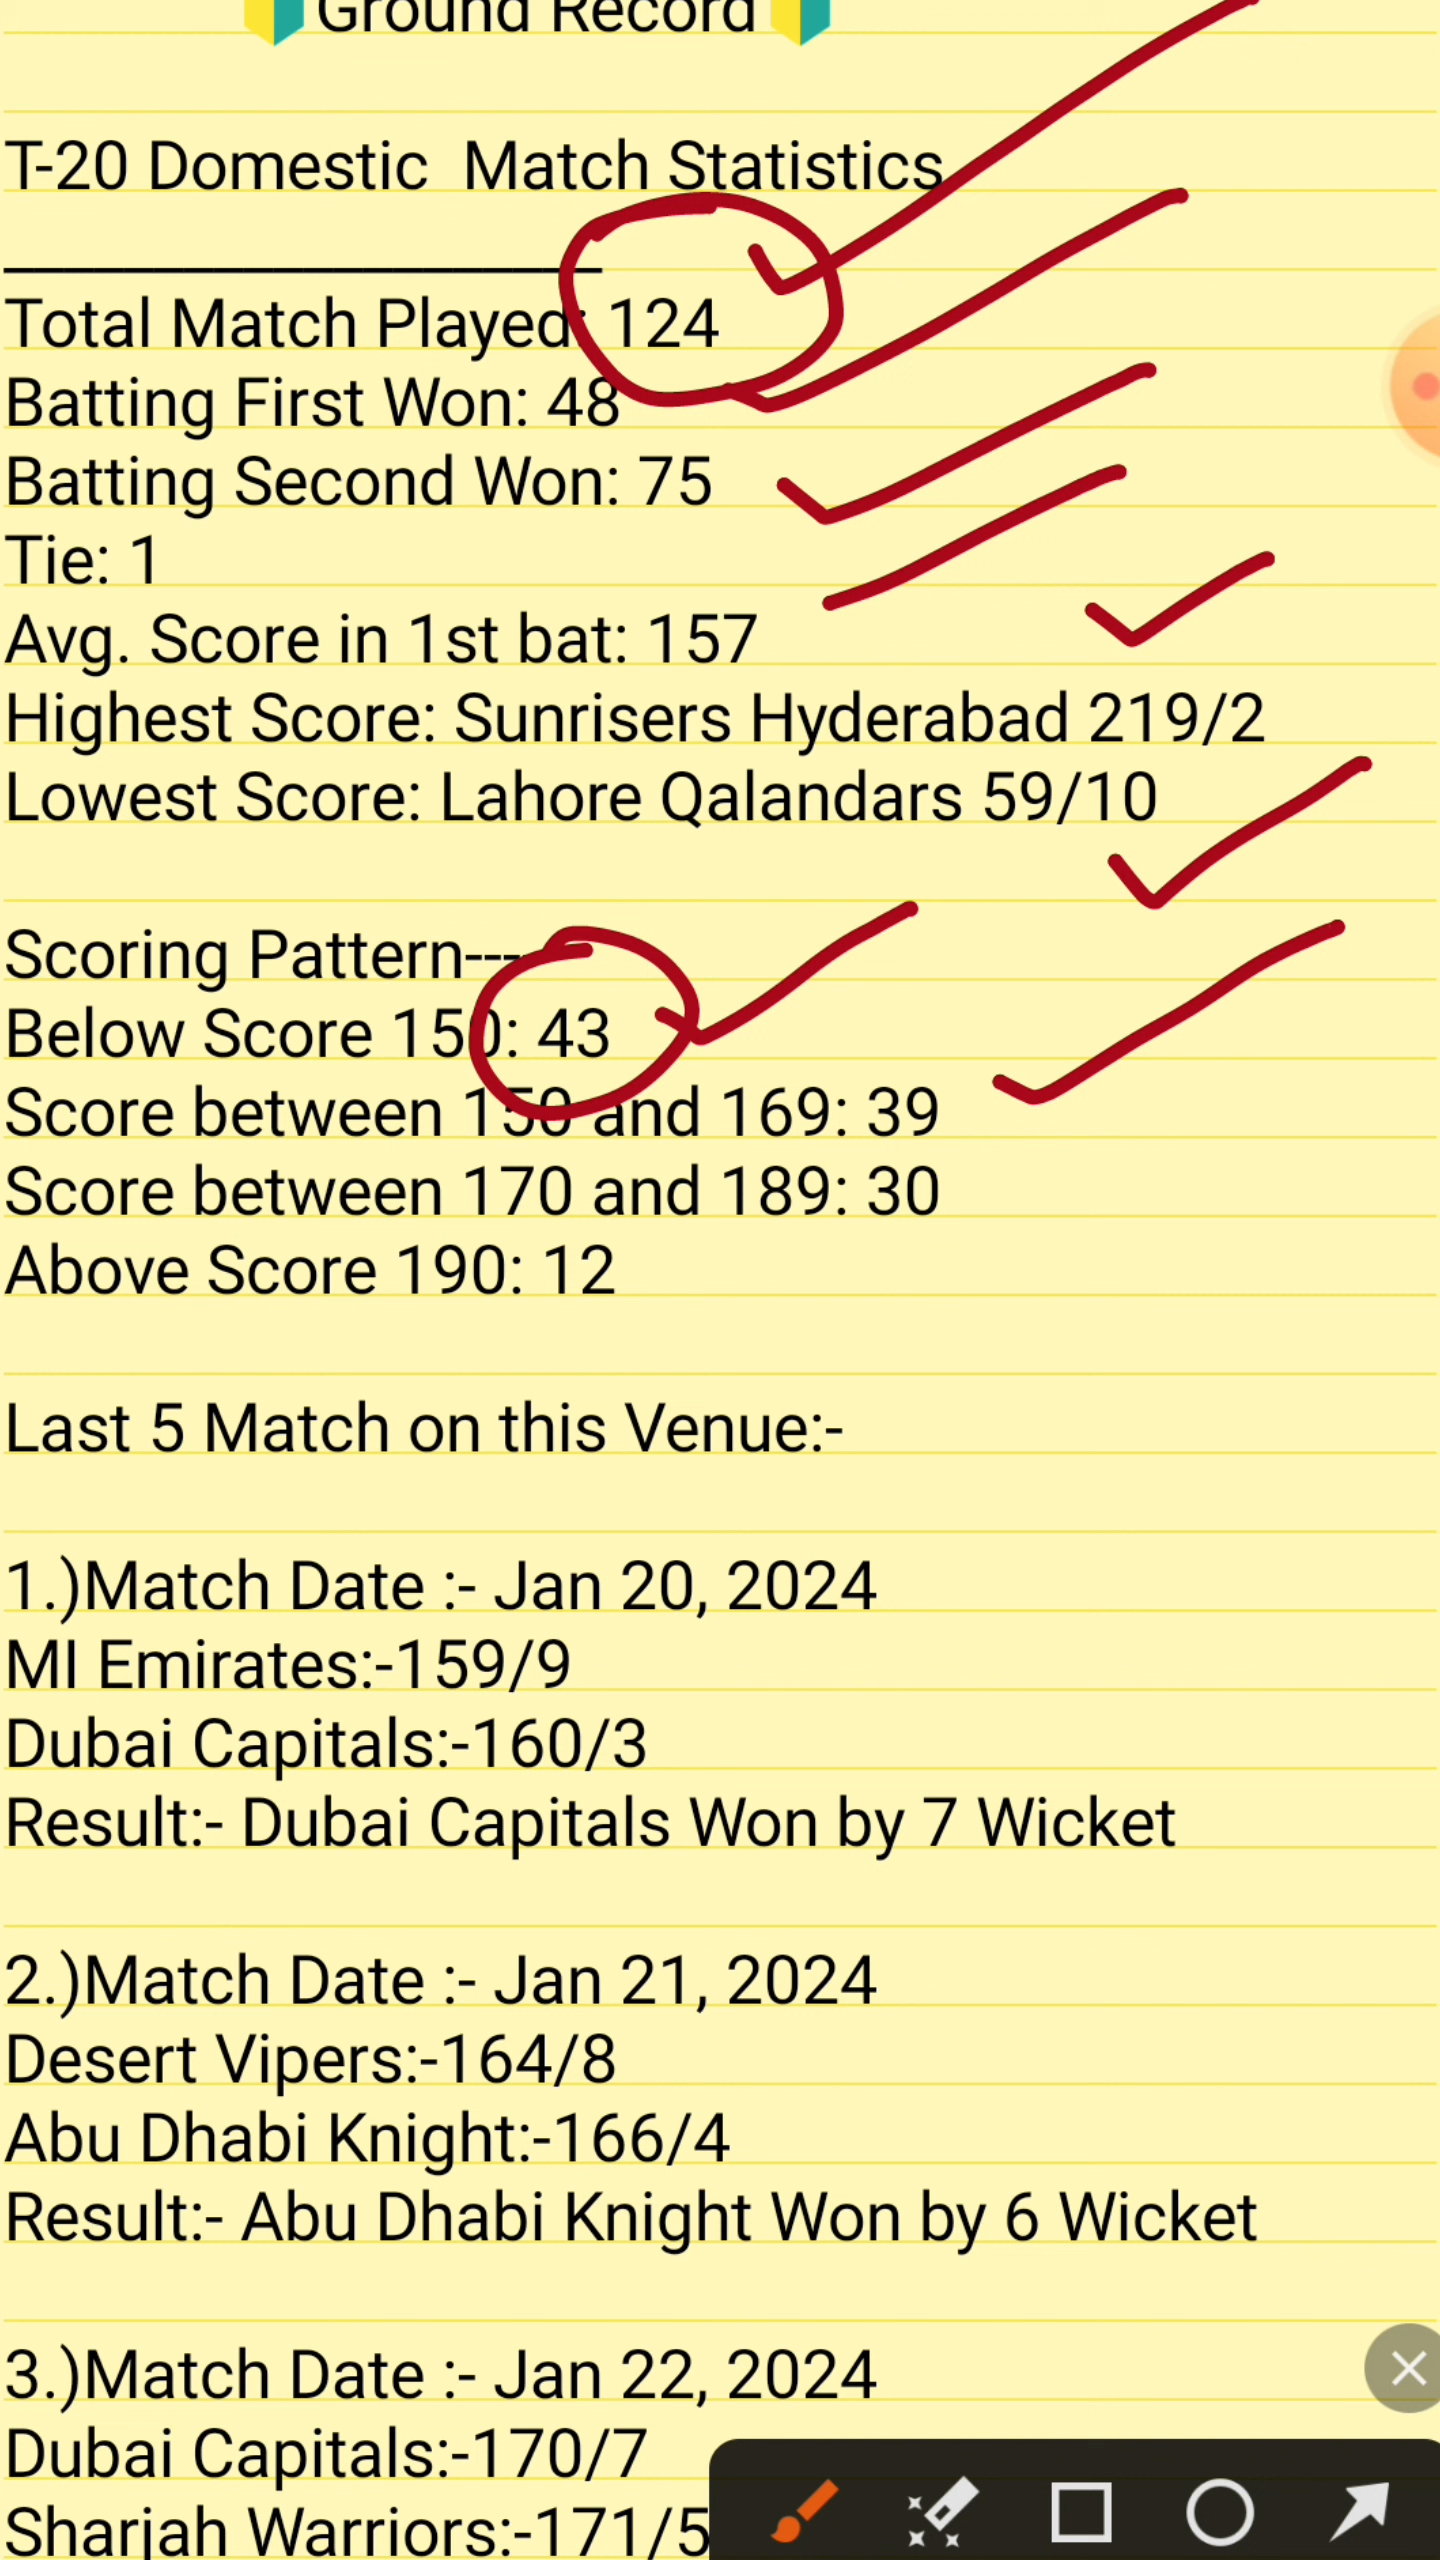 Ground Record
T-20 Domestic Match Statistics
Total Match Played: 124
Batting First Won: 48
Batting Second Won: 75
Tie: 1
Avg. Score in 1st bat: 157
Highest Score: Sunrisers Hyderabad 219/2
Lowest Score: Lahore Qalandars 59/10
Scoring Pattern----
Below Score 150: 43
Score between 150 and 169: 39
Score between 170 and 189: 30
Above Score 190: 12
Last 5 Match on this Venue:-
1.)Match Date :- Jan 20, 2024
MI Emirates:-159/9
Dubai Capitals:-160/3
Result:- Dubai Capitals Won by 7 Wicket
2.)Match Date :- Jan 21, 2024
Desert Vipers:-164/8
Abu Dhabi Knight:-166/4
Result:- Abu Dhabi Knight Won by 6 Wicket
3.)Match Date :- Jan 22, 2024
Dubai Capitals:-170/7
Sharjah Warriors:-171/5